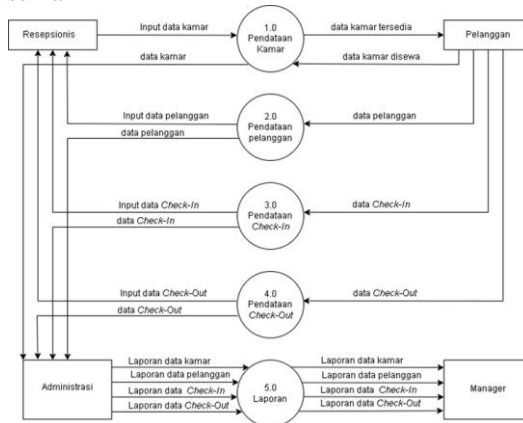 Resepsionis
Input data kamar
1.0
Pendataan
Kamar
data kamar tersedia
Pelanggan
data kamar
data kamar disewa
Input data pelanggan
2.0
Pendataan
pelanggan
data pelanggan
data pelanggan
Input data Check-In
3.0
Pendataan
Check-In
data Check-In
data Check-In
Input data Check-Out
4.0
Pendataan
Check-Out
data Check-Out
data Check-Out
Administrasi
Laporan data kamar
Laporan data pelanggan
Laporan data Check-In
Laporan data Check-Out
5.0
Laporan
Laporan data kamar
Laporan data pelanggan
Laporan data Check-In
Laporan data Check-Out
Manager